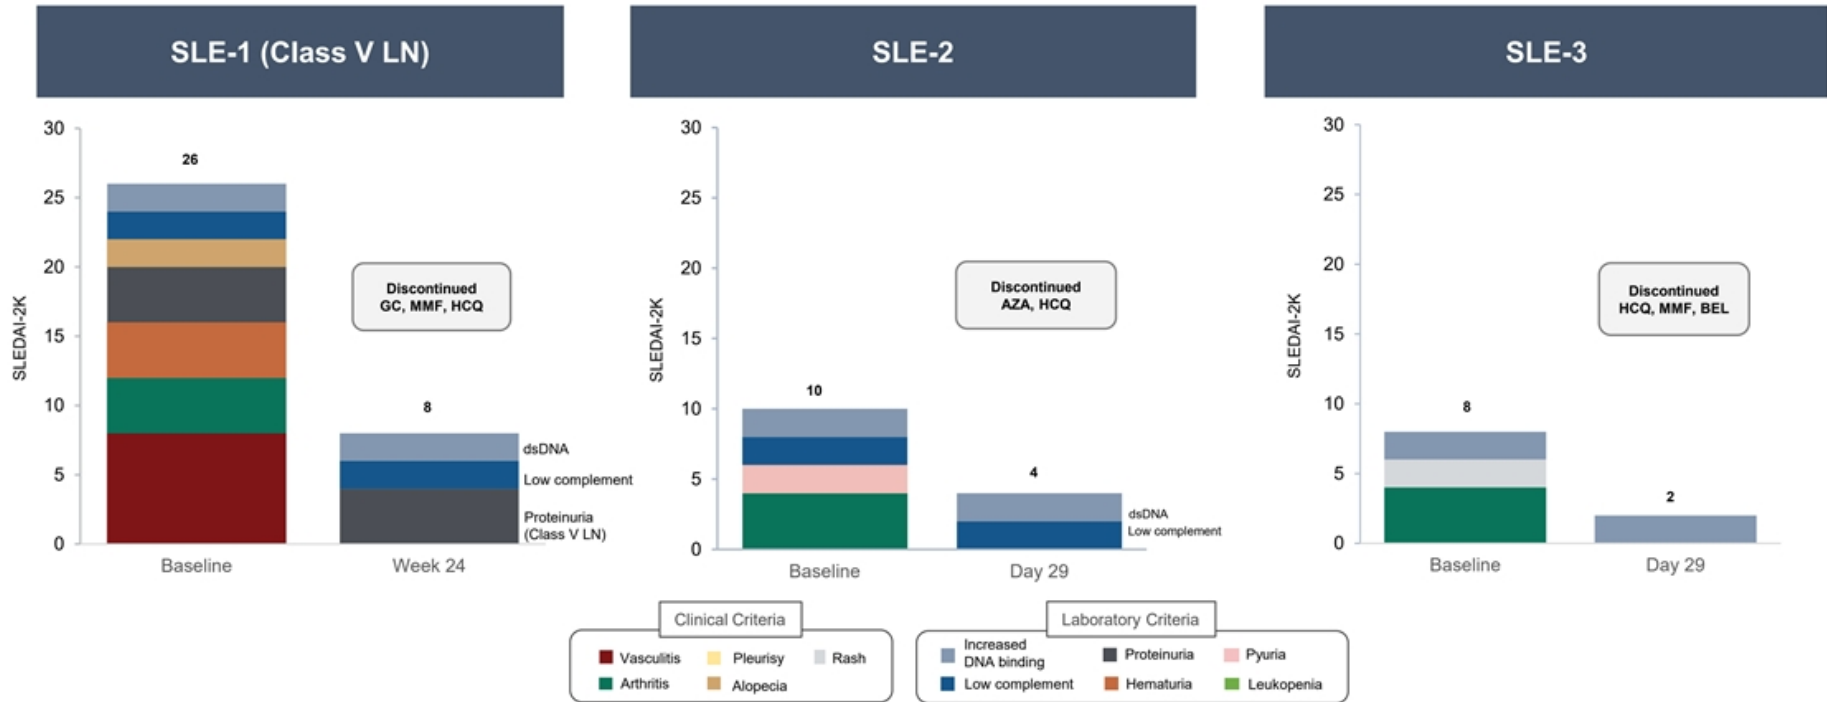 SLE-1 (Class V LN)
SLE-2
SLE-3
SLEDAI-2K
30
25
20
15
10
5
0
26
8
Discontinued
GC, MMF, HCQ
dsDNA
Low complement
Proteinuria
(Class V LN)
Baseline
Week 24
SLEDAI-2K
30
25
20
15
10
5
0
10
4
Discontinued
AZA, HCQ
dsDNA
Low complement
Baseline
Day 29
SLEDAI-2K
30
25
20
15
10
5
0
8
2
Discontinued
HCQ, MMF, BEL
Baseline
Day 29
Clinical Criteria
Vasculitis
Pleurisy
Rash
Arthritis
Alopecia
Laboratory Criteria
Increased
DNA binding
Proteinuria
Pyuria
Low complement
Hematuria
Leukopenia